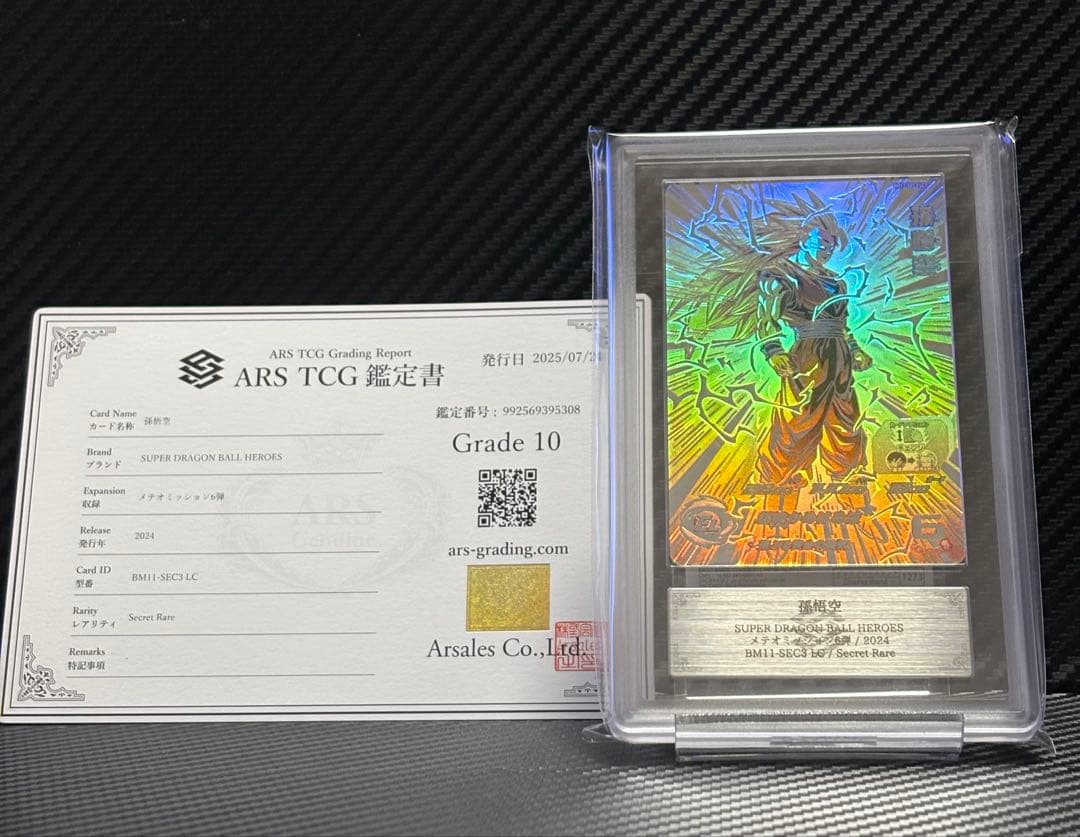 ARS TCG Grading Report
ARS TCG 鑑定書
発行日 2025/07/2
Card Name
カード名称 孫悟空
Brand
ブランド SUPER DRAGON BALL HEROES
Expansion
収録 メテオミッション6弾
Release
発行年 2024
Card ID
型番 BM11-SEC3 LC
Rarity
レアリティ Secret Rare
Remarks
特記事項
鑑定番号 : 992569395308
Grade 10
ars-grading.com
Arsales Co.,Ltd.
ARS
Genuine
孫悟空
SUPER DRAGON BALL HEROES
メテオミッション6弾 / 2024
BM11-SEC3 LC / Secret Rare